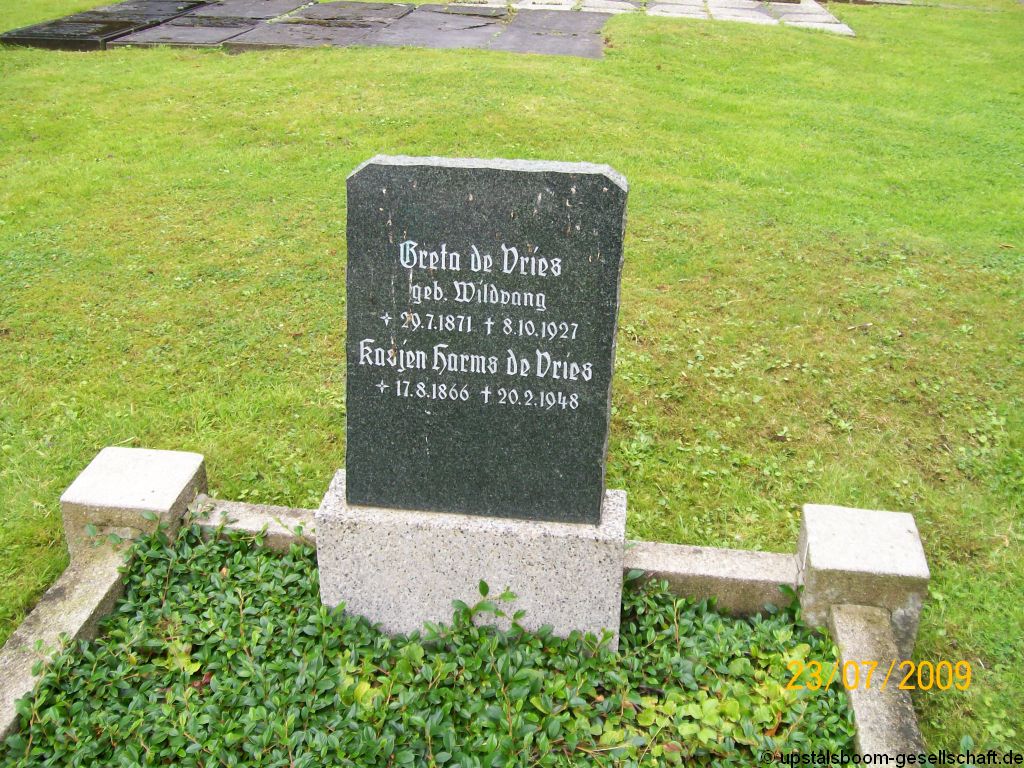 Greta de Vries
geb. Wildvang
✧ 29.7.1871 † 8.10.1927
Kasjen Harms de Vries
✧ 17.8.1866 † 20.2.1948
23/07/2009
© upstalsboom-gesellschaft.de